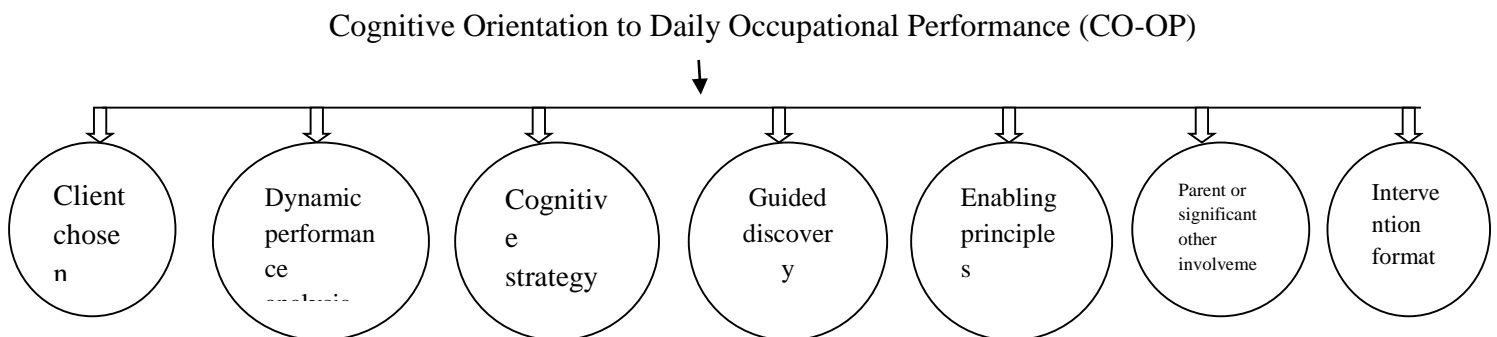 Cognitive Orientation to Daily Occupational Performance (CO-OP)
Client
chose
n
Dynamic
performan
ce
analysis
Cognitiv
e
strategy
Guided
discover
y
Enabling
principle
s
Parent or
significant
other
involveme
Interve
ntion
format